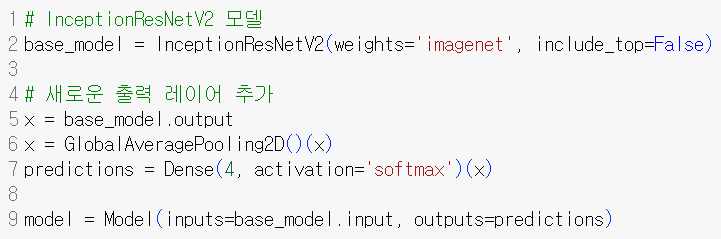 1 # InceptionResNetV2 모델
2 base_model = InceptionResNetV2(weights='imagenet', include_top=False)
3
4 # 새로운 출력 레이어 추가
5 x = base_model.output
6 x = GlobalAveragePooling2D()(x)
7 predictions = Dense(4, activation='softmax')(x)
8
9 model = Model(inputs=base_model.input, outputs=predictions)